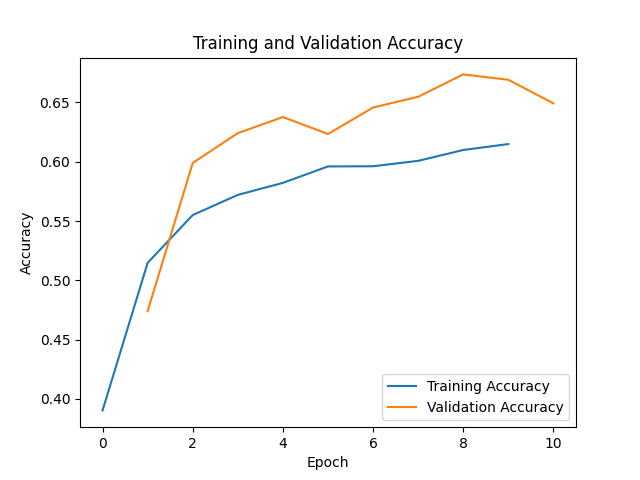 Training and Validation Accuracy
Accuracy
0.65
0.60
0.55
0.50
0.45
0.40
0 2 4 6 8 10
Epoch
Training Accuracy
Validation Accuracy